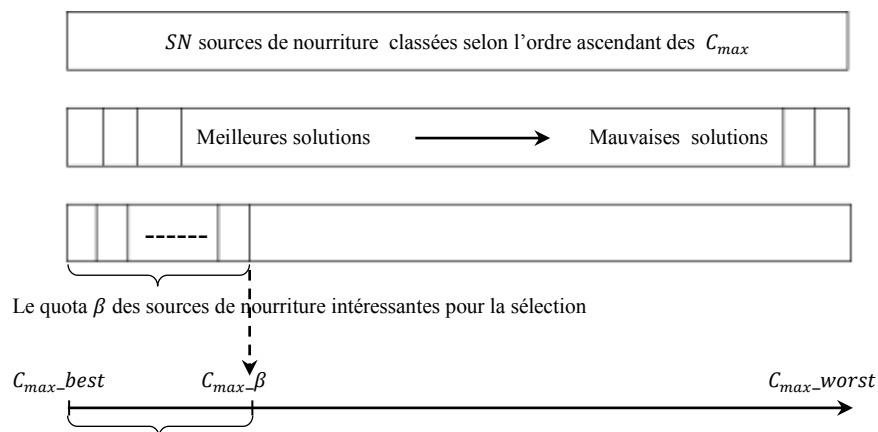 SN sources de nourriture classées selon l'ordre ascendant des C_max
Meilleures solutions Mauvaises solutions
Le quota β des sources de nourriture intéressantes pour la sélection
C_max_best C_max_β C_max_worst